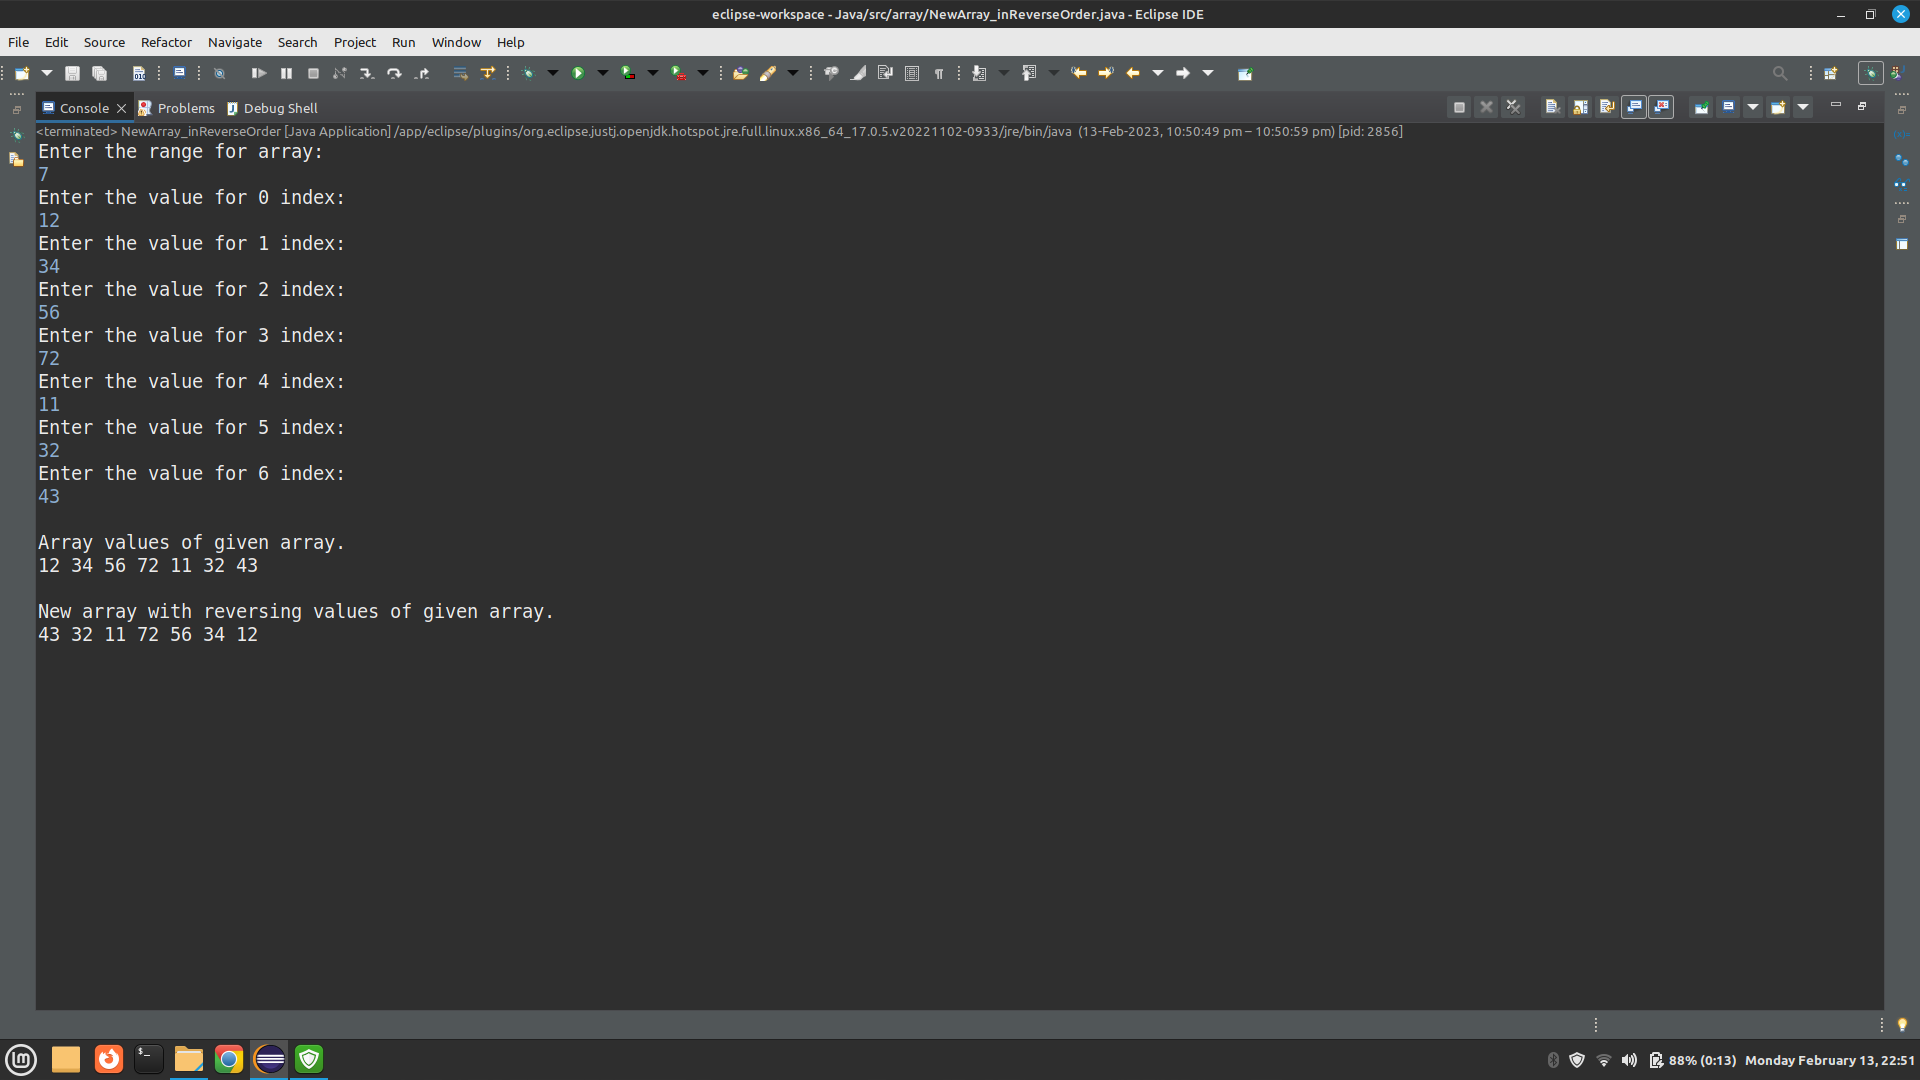 eclipse-workspace - Java/src/array/NewArray_inReverseOrder.java - Eclipse IDE
File Edit Source Refactor Navigate Search Project Run Window Help
Console Problems Debug Shell
<terminated> NewArray_inReverseOrder [Java Application] /app/eclipse/plugins/org.eclipse.justj.openjdk.hotspot.jre.full.linux.x86_64_17.0.5.v20221102-0933/jre/bin/java (13-Feb-2023, 10:50:49 pm – 10:50:59 pm) [pid: 2856]
Enter the range for array:
7
Enter the value for 0 index:
12
Enter the value for 1 index:
34
Enter the value for 2 index:
56
Enter the value for 3 index:
72
Enter the value for 4 index:
11
Enter the value for 5 index:
32
Enter the value for 6 index:
43
Array values of given array.
12 34 56 72 11 32 43
New array with reversing values of given array.
43 32 11 72 56 34 12
88% (0:13) Monday February 13, 22:51